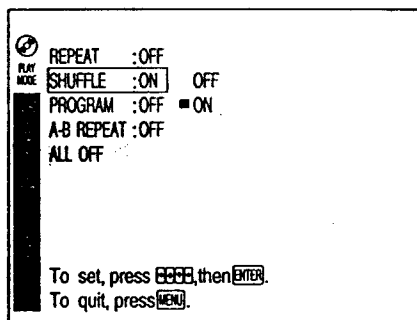 PLAY
MODE
REPEAT :OFF
SHUFFLE :ON OFF
PROGRAM :OFF ■ ON
A-B REPEAT :OFF
ALL OFF
To set, press ,then ENTER.
To quit, press MENU.